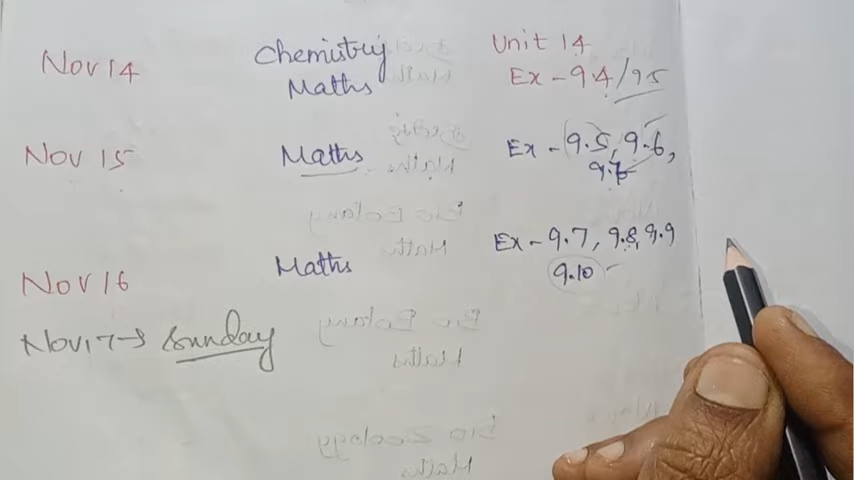 Nov 14 Chemistry Unit 14
Maths Ex - 9.4/9.5
Nov 15 Maths Ex - 9.5, 9.6,
9.7
Nov 16 Maths Ex - 9.7, 9.8, 9.9
9.10
Nov 17 → Sunday